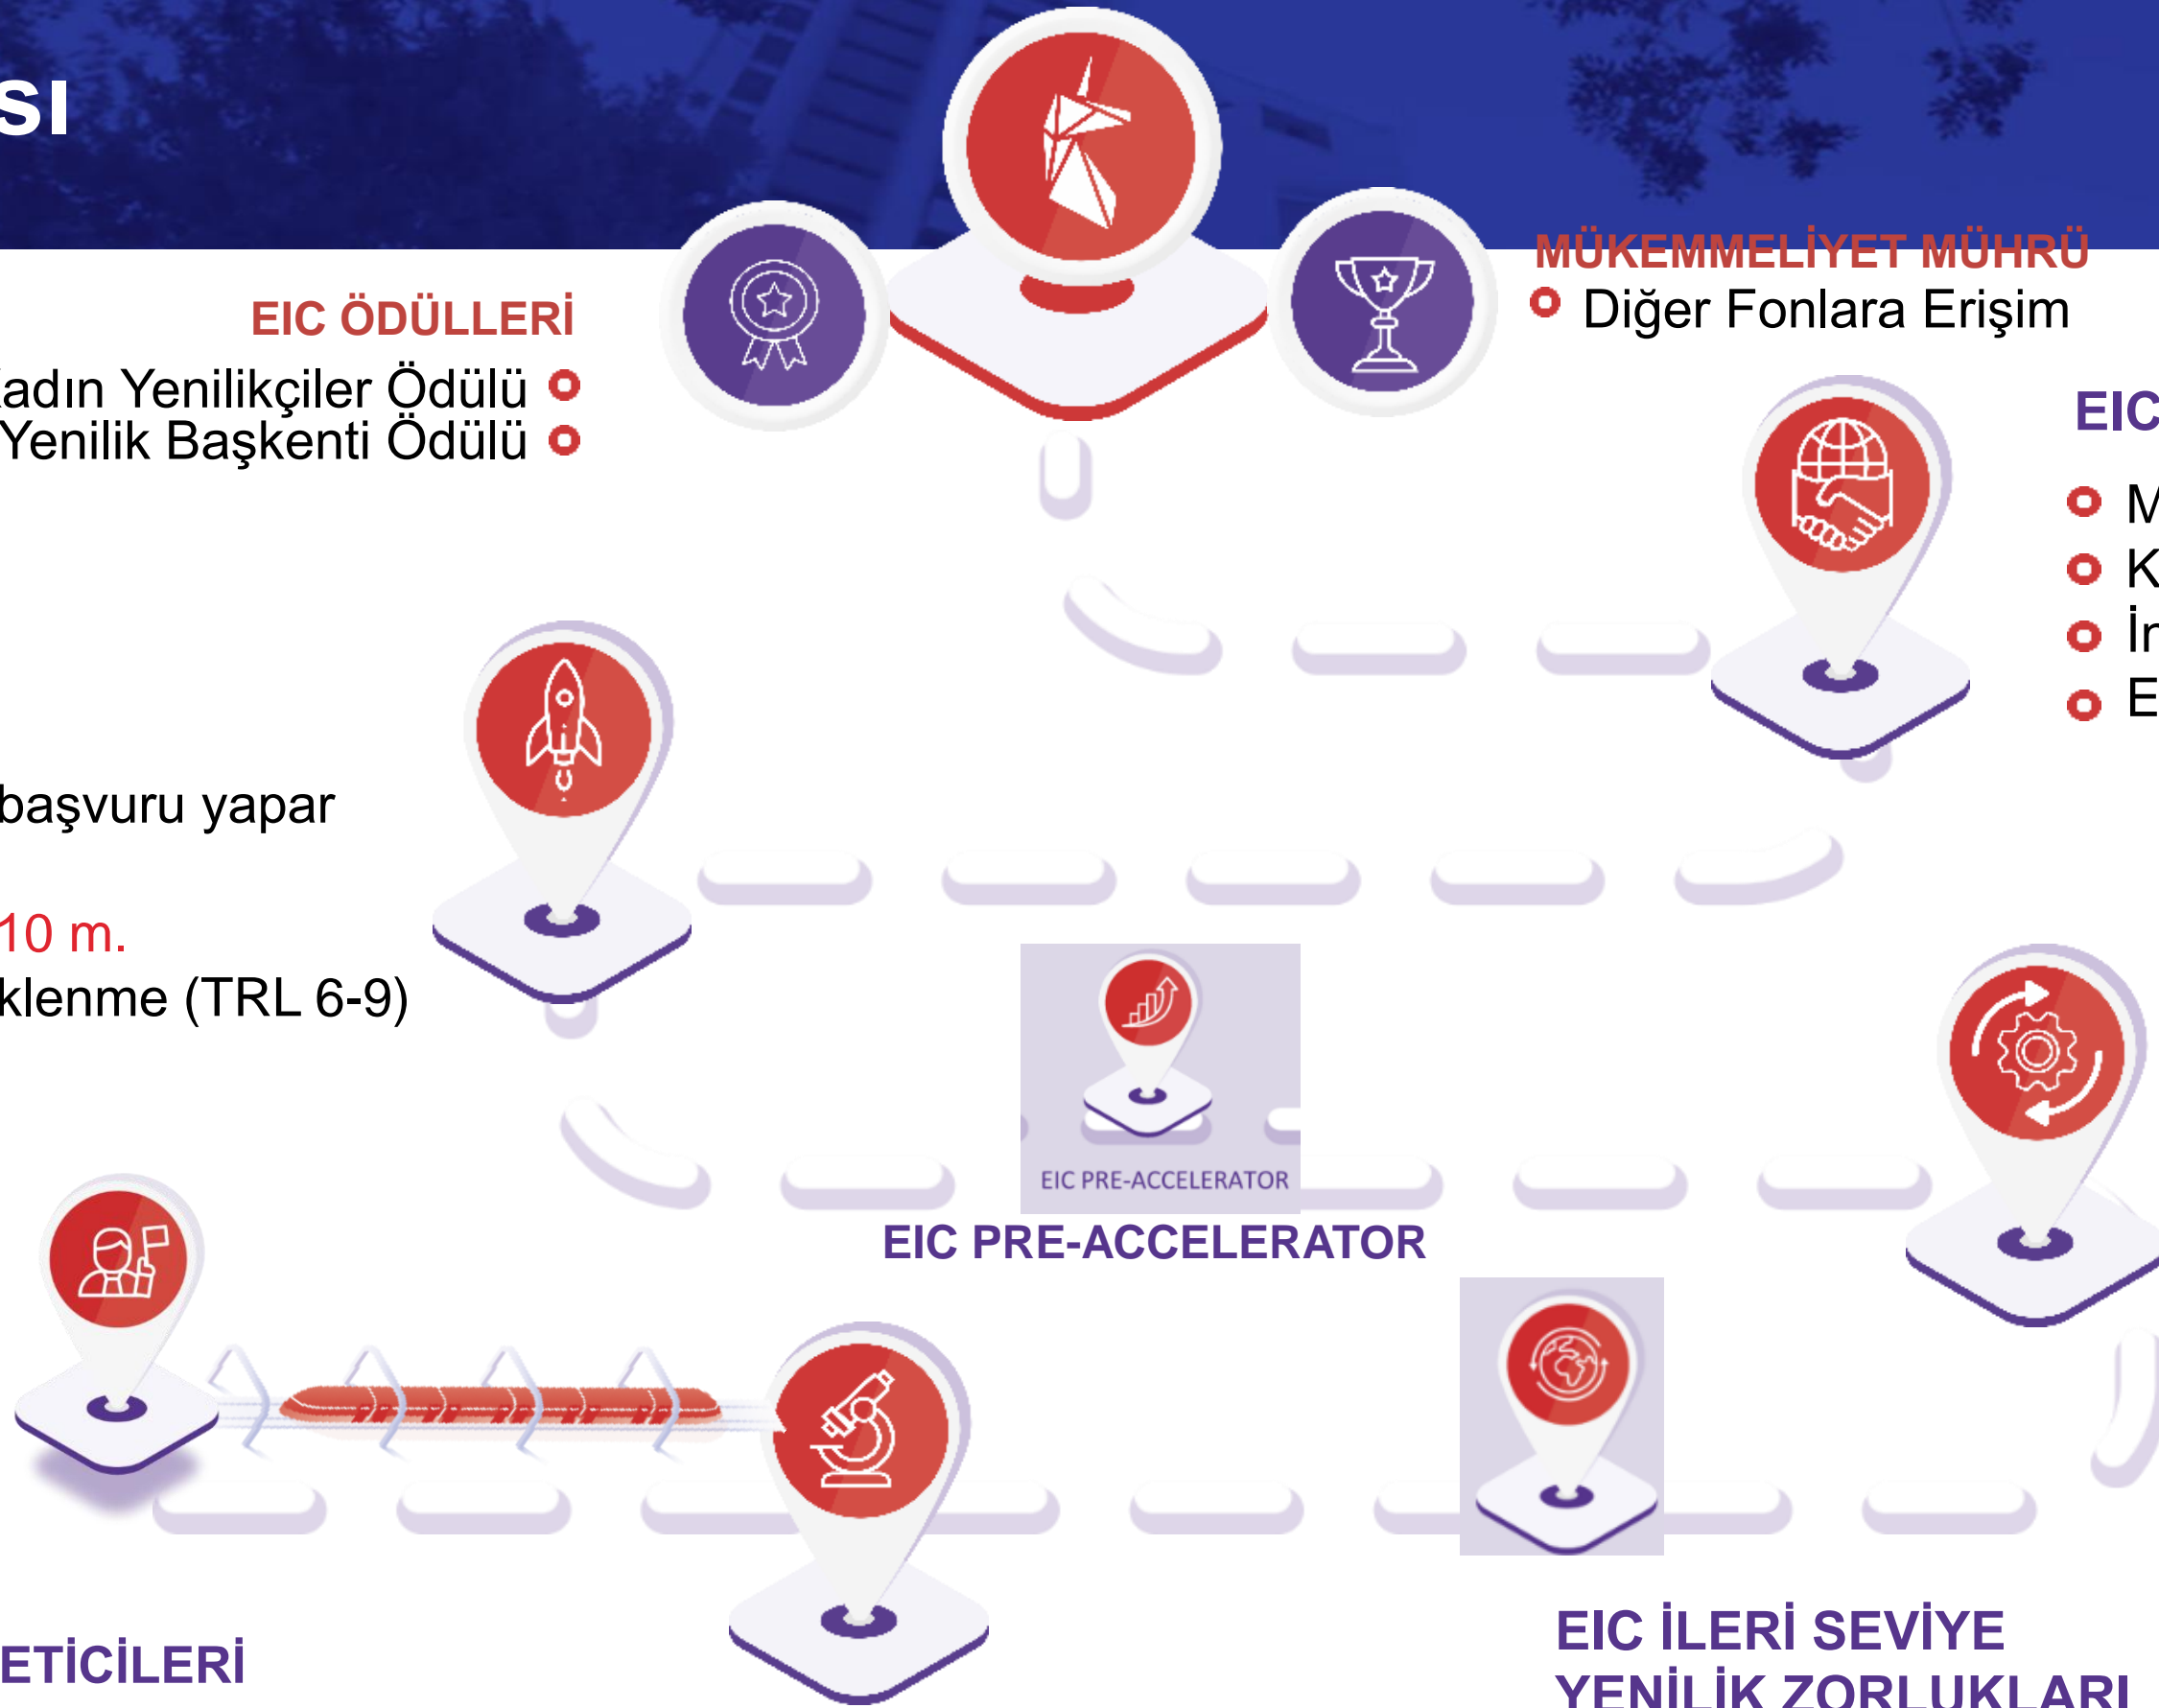 sı
MÜKEMMELİYET MÜHRÜ
Diğer Fonlara Erişim
EIC ÖDÜLLERİ
adın Yenilikçiler Ödülü
Yenilik Başkenti Ödülü
EIC
M
K
İn
E
başvuru yapar
10 m.
klenme (TRL 6-9)
EIC PRE-ACCELERATOR
EIC PRE-ACCELERATOR
ETİCİLERİ
EIC İLERİ SEVİYE
YENİLİK ZORLUKLARI